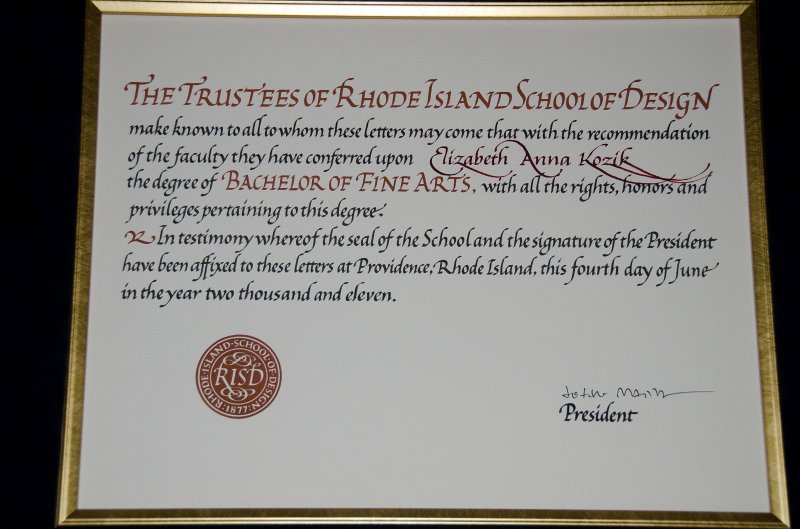 THE TRUSTEES OF RHODE ISLAND SCHOOL OF DESIGN
make known to all to whom these letters may come that with the recommendation
of the faculty they have conferred upon Elizabeth Anna Kozik
the degree of BACHELOR OF FINE ARTS, with all the rights, honors and
privileges pertaining to this degree.
In testimony whereof the seal of the School and the signature of the President
have been affixed to these letters at Providence, Rhode Island, this fourth day of June
in the year two thousand and eleven.
RHODE·ISLAND·SCHOOL·OF·DESIGN·
RISD
1877
President